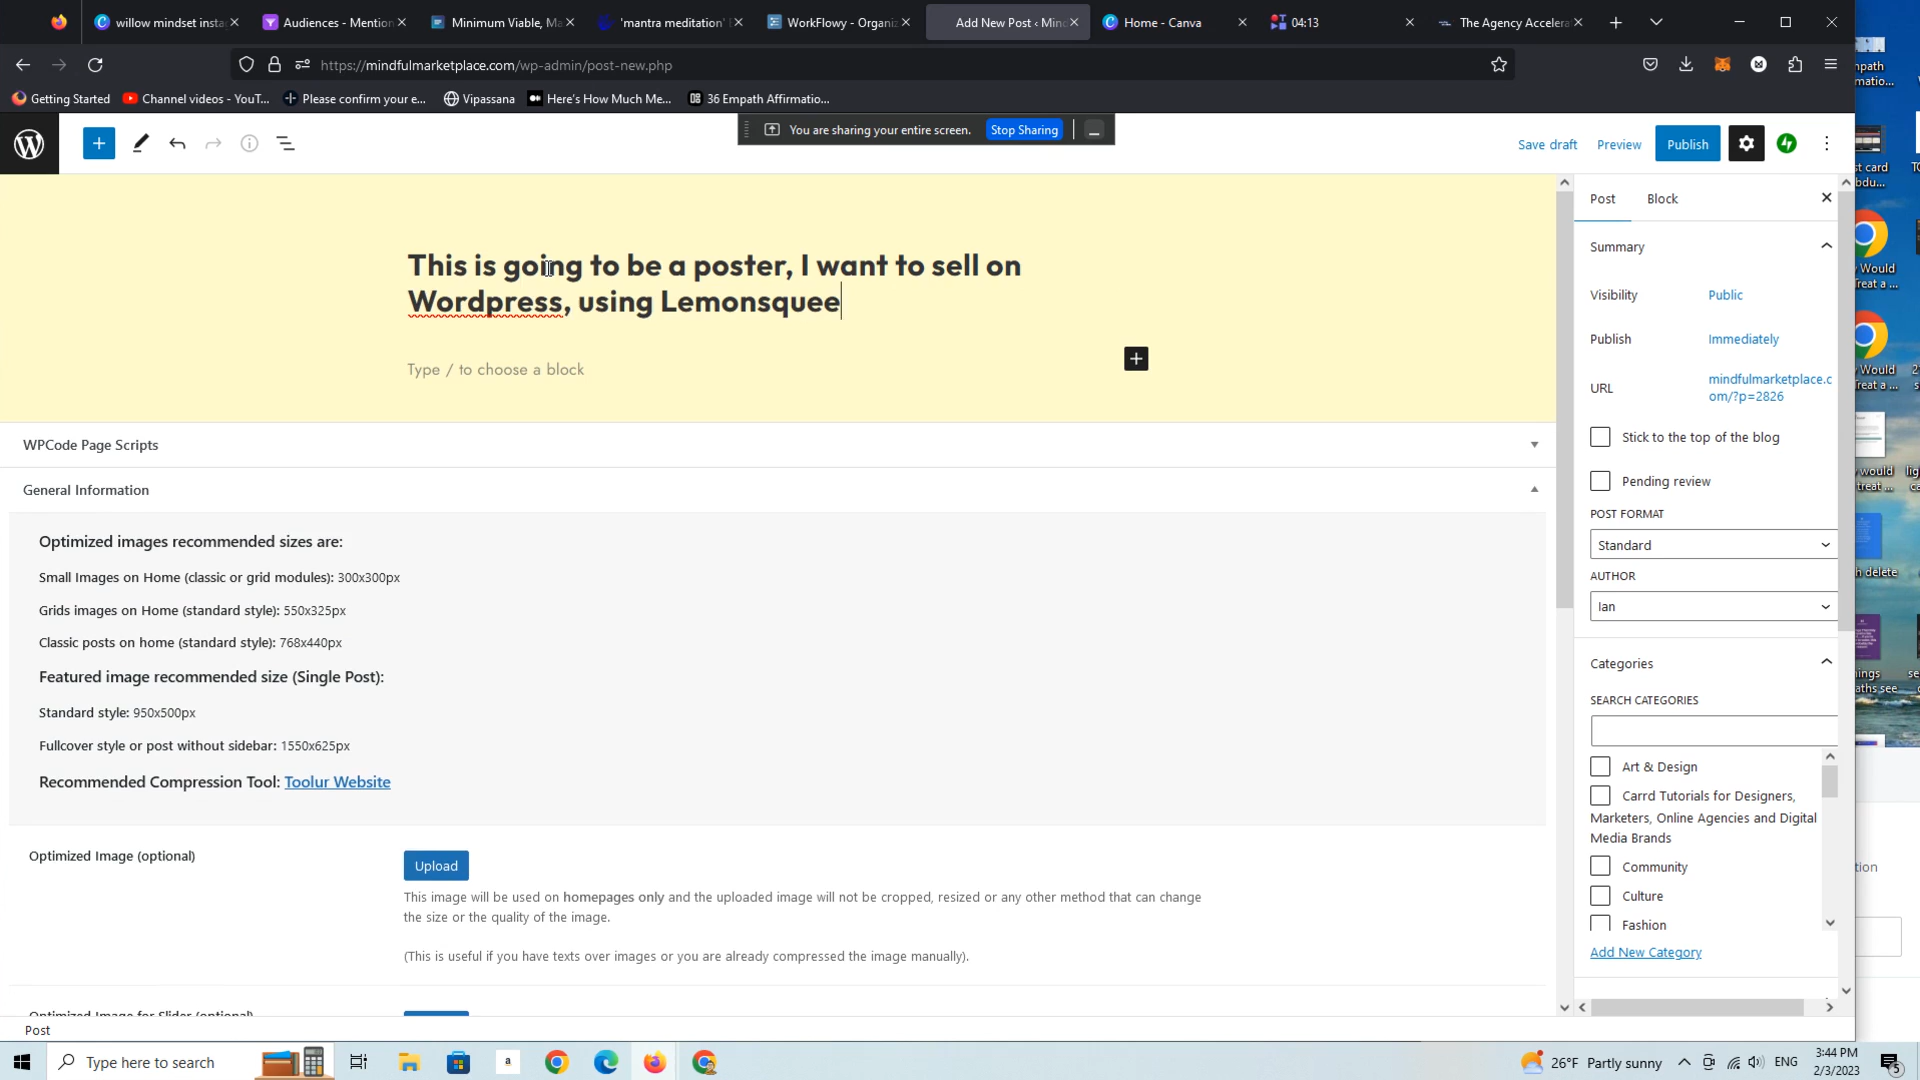 willow mindset insta
Audiences - Mention
Minimum Viable, Ma
'mantra meditation'
WorkFlowy - Organiz
Add New Post ‹ Min
Home - Canva
04:13
The Agency Accelera
https://mindfulmarketplace.com/wp-admin/post-new.php
Getting Started
Channel videos - YouT...
Please confirm your e...
Vipassana
Here's How Much Me...
36 Empath Affirmatio...
You are sharing your entire screen.
Stop Sharing
Save draft
Preview
Publish
Post
Block
This is going to be a poster, I want to sell on
Wordpress, using Lemonsquee
Type / to choose a block
WPCode Page Scripts
General Information
Optimized images recommended sizes are:
Small Images on Home (classic or grid modules): 300x300px
Grids images on Home (standard style): 550x325px
Classic posts on home (standard style): 768x440px
Featured image recommended size (Single Post):
Standard style: 950x500px
Fullcover style or post without sidebar: 1550x625px
Recommended Compression Tool: Toolur Website
Optimized Image (optional)
Upload
This image will be used on homepages only and the uploaded image will not be cropped, resized or any other method that can change
the size or the quality of the image.
(This is useful if you have texts over images or you are already compressed the image manually).
Optimized Image for Slider (optional)
Post
Summary
Visibility
Public
Publish
Immediately
URL
mindfulmarketplace.c
om/?p=2826
Stick to the top of the blog
Pending review
POST FORMAT
Standard
AUTHOR
Ian
Categories
SEARCH CATEGORIES
Art & Design
Carrd Tutorials for Designers,
Marketers, Online Agencies and Digital
Media Brands
Community
Culture
Fashion
Add New Category
Type here to search
26°F Partly sunny
ENG
3:44 PM
2/3/2023
5